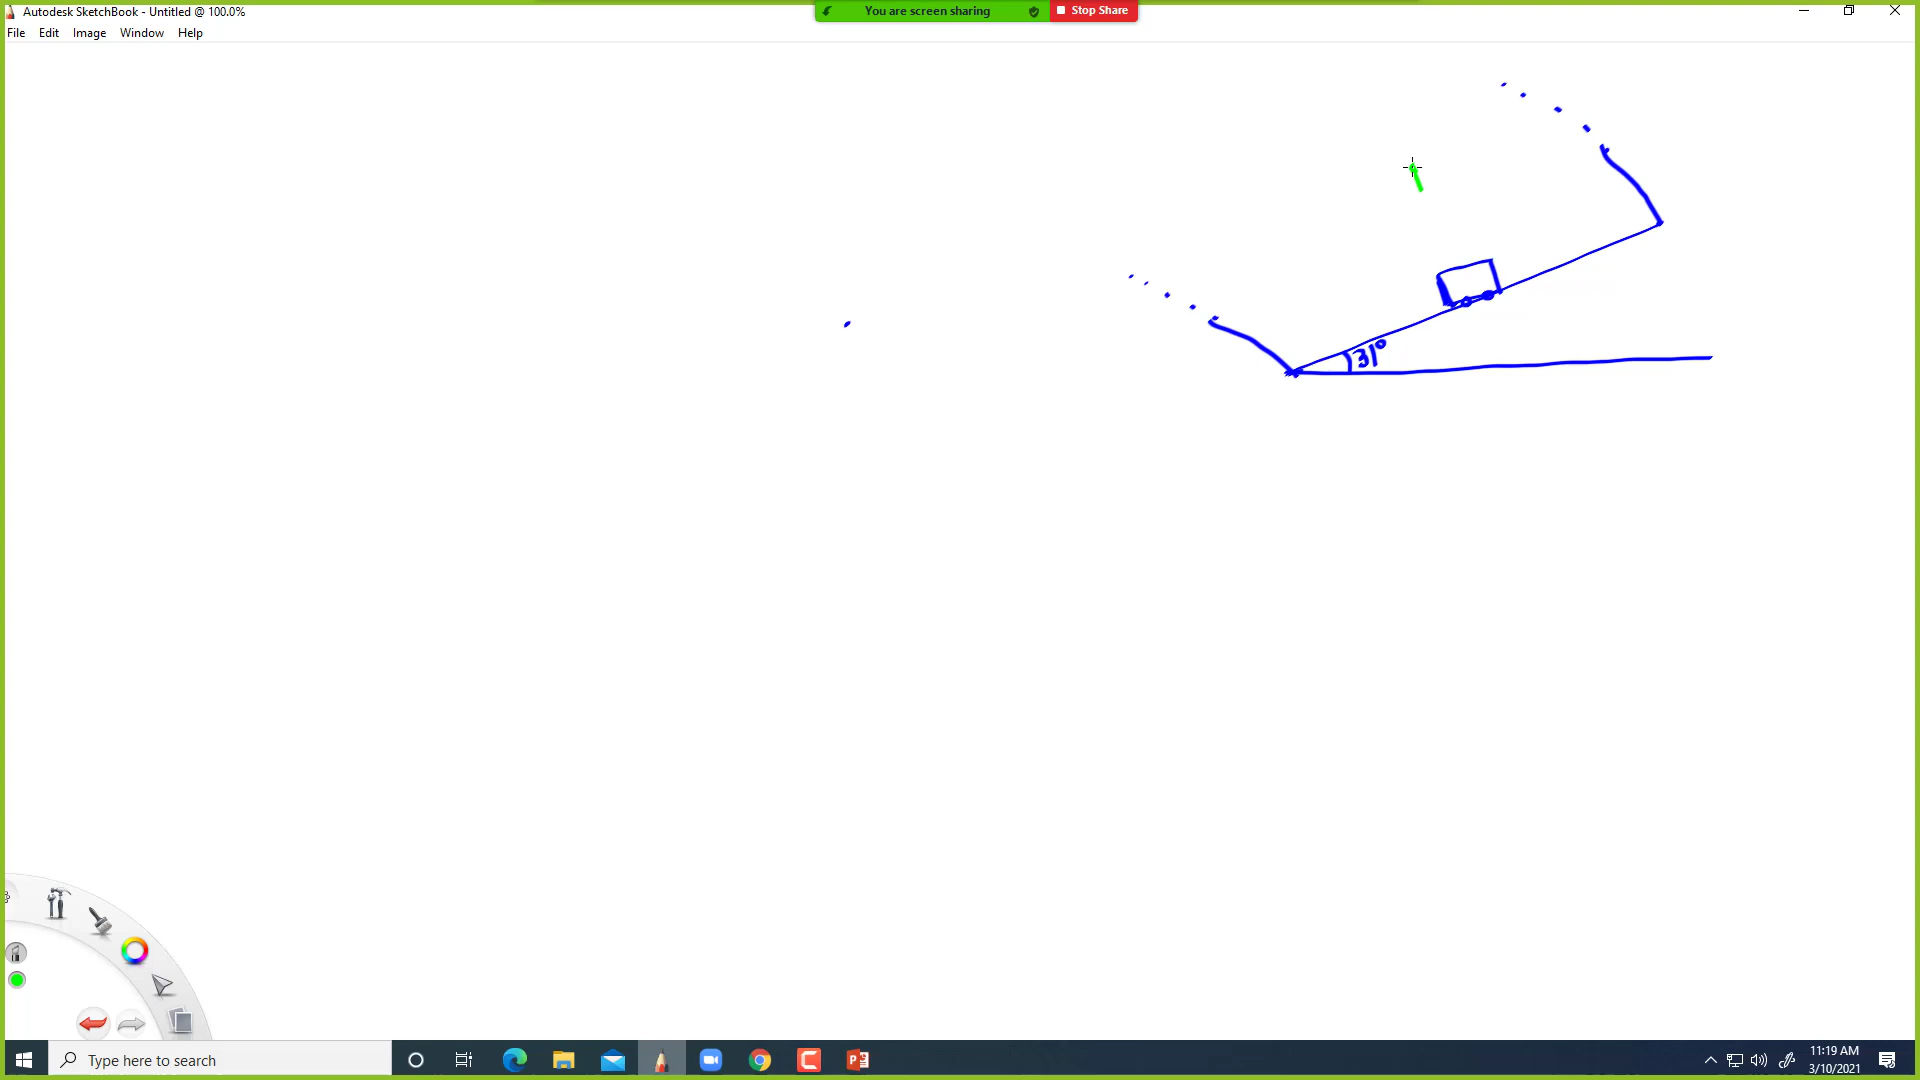 Autodesk SketchBook - Untitled @ 100.0%
You are screen sharing
Stop Share
File Edit Image Window Help
31°
Type here to search
11:19 AM
3/10/2021